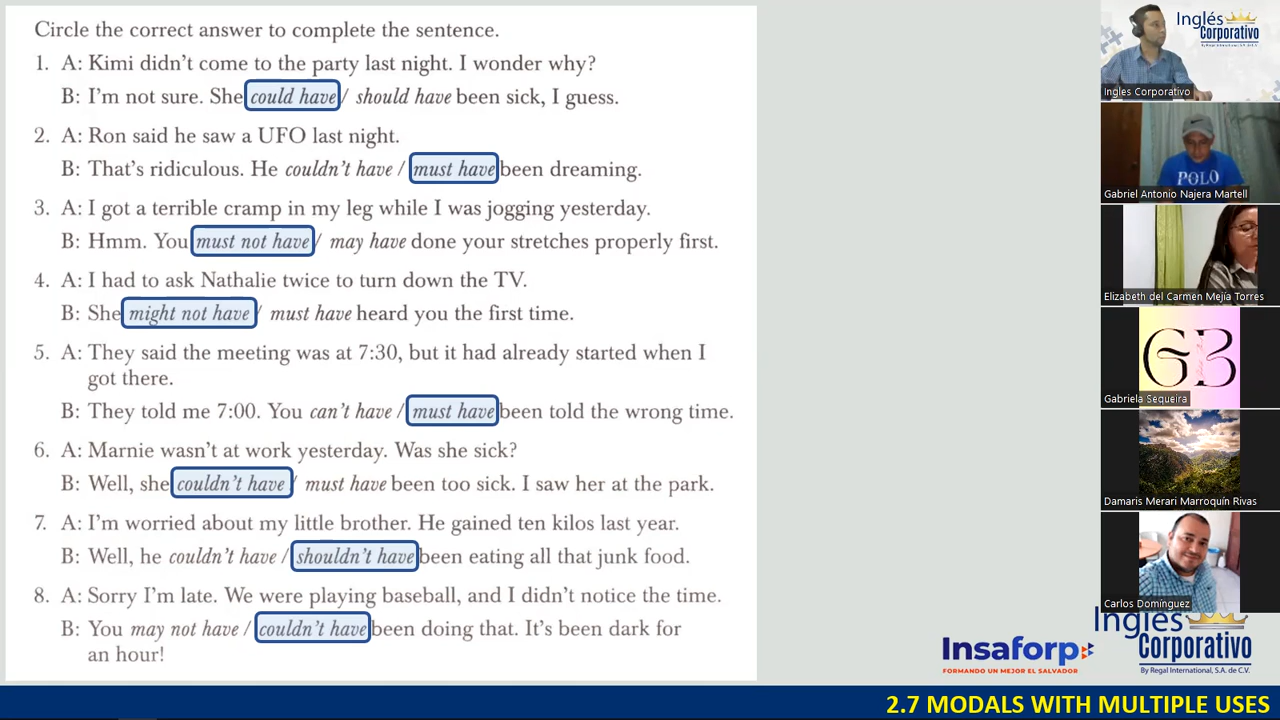 Circle the correct answer to complete the sentence.
1. A: Kimi didn't come to the party last night. I wonder why?
B: I'm not sure. She could have / should have been sick, I guess.
2. A: Ron said he saw a UFO last night.
B: That's ridiculous. He couldn't have / must have been dreaming.
3. A: I got a terrible cramp in my leg while I was jogging yesterday.
B: Hmm. You must not have / may have done your stretches properly first.
4. A: I had to ask Nathalie twice to turn down the TV.
B: She might not have / must have heard you the first time.
5. A: They said the meeting was at 7:30, but it had already started when I
got there.
B: They told me 7:00. You can't have / must have been told the wrong time.
6. A: Marnie wasn't at work yesterday. Was she sick?
B: Well, she couldn't have / must have been too sick. I saw her at the park.
7. A: I'm worried about my little brother. He gained ten kilos last year.
B: Well, he couldn't have / shouldn't have been eating all that junk food.
8. A: Sorry I'm late. We were playing baseball, and I didn't notice the time.
B: You may not have / couldn't have been doing that. It's been dark for
an hour!
Inglés
Corporativo
By Regal International, S.A. de C.V.
Ingles Corporativo
POLO
Gabriel Antonio Najera Martell
Elizabeth del Carmen Mejía Torres
GB
Gabriela Sequeira
Damaris Merari Marroquín Rivas
Carlos Domínguez
Insaforp
FORMANDO UN MEJOR EL SALVADOR
Inglés
Corporativo
By Regal International, S.A. de C.V.
2.7 MODALS WITH MULTIPLE USES